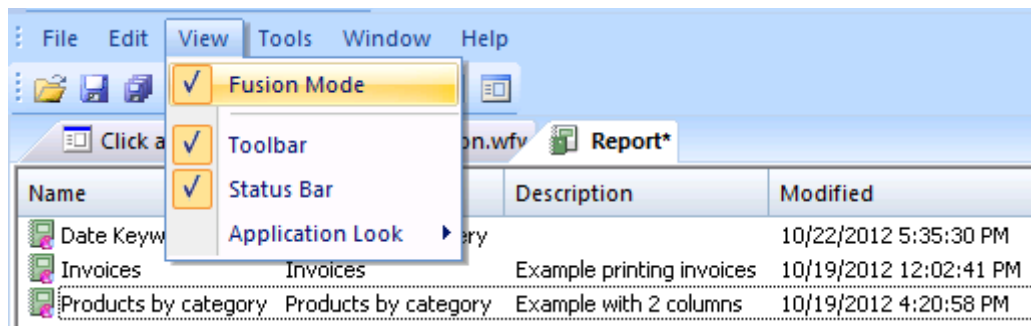 File Edit View Tools Window Help
Fusion Mode
Toolbar
Status Bar
Application Look
Click a on.wfv Report*
Name Description Modified
Date Keyw ery 10/22/2012 5:35:30 PM
Invoices Invoices Example printing invoices 10/19/2012 12:02:41 PM
Products by category Products by category Example with 2 columns 10/19/2012 4:20:58 PM